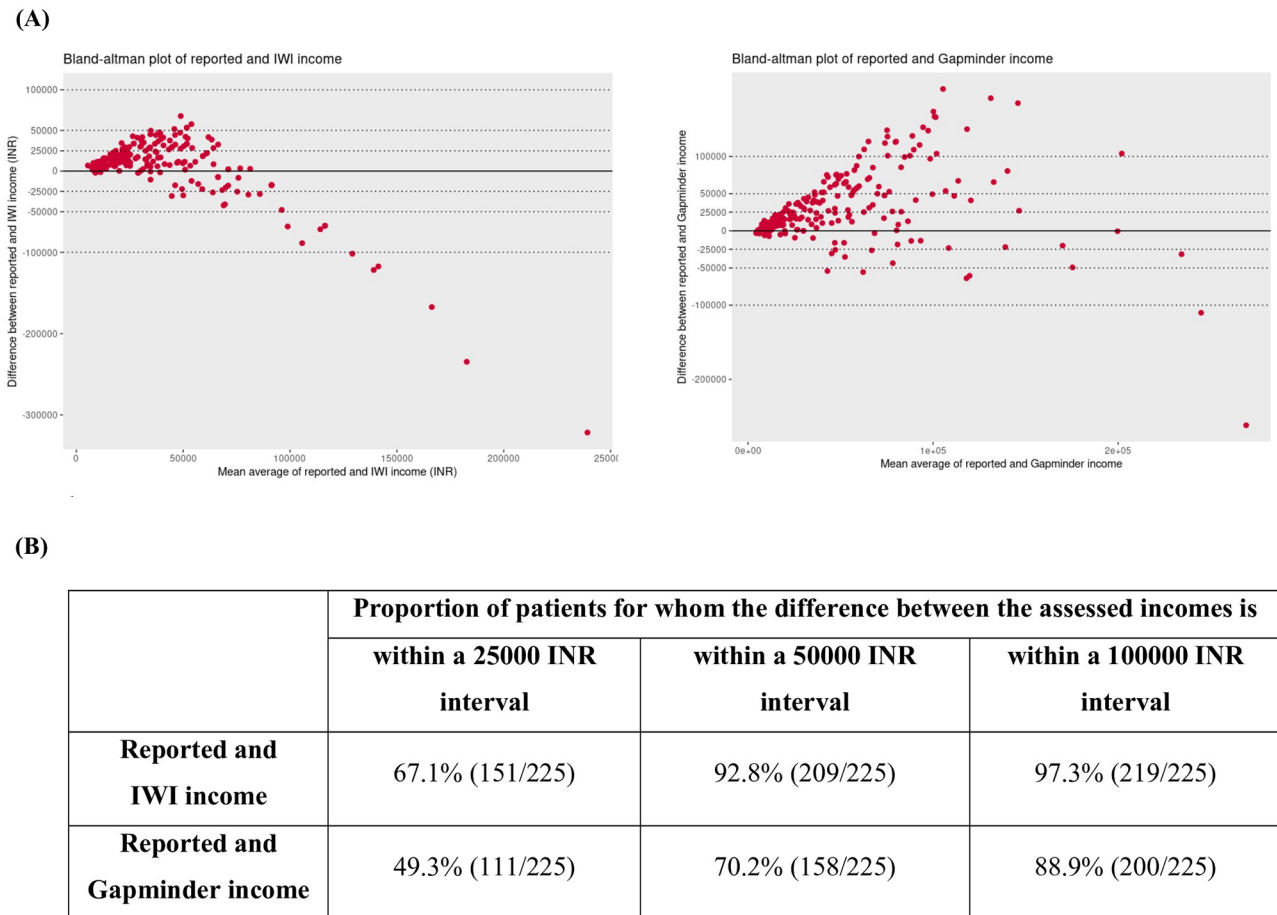 (A)
Bland-altman plot of reported and IWI income
100000
50000
25000
0
-25000
-50000
-100000
-200000
-300000
Difference between reported and IWI income (INR)
0
50000
100000
150000
200000
25000
Mean average of reported and IWI income (INR)
Bland-altman plot of reported and Gapminder income
100000
50000
25000
0
-25000
-50000
-100000
-200000
Difference between reported and Gapminder income
0e+00
1e+05
2e+05
Mean average of reported and Gapminder income
(B)
Proportion of patients for whom the difference between the assessed incomes is
within a 25000 INR
interval
within a 50000 INR
interval
within a 100000 INR
interval
Reported and
IWI income
67.1% (151/225)
92.8% (209/225)
97.3% (219/225)
Reported and
Gapminder income
49.3% (111/225)
70.2% (158/225)
88.9% (200/225)